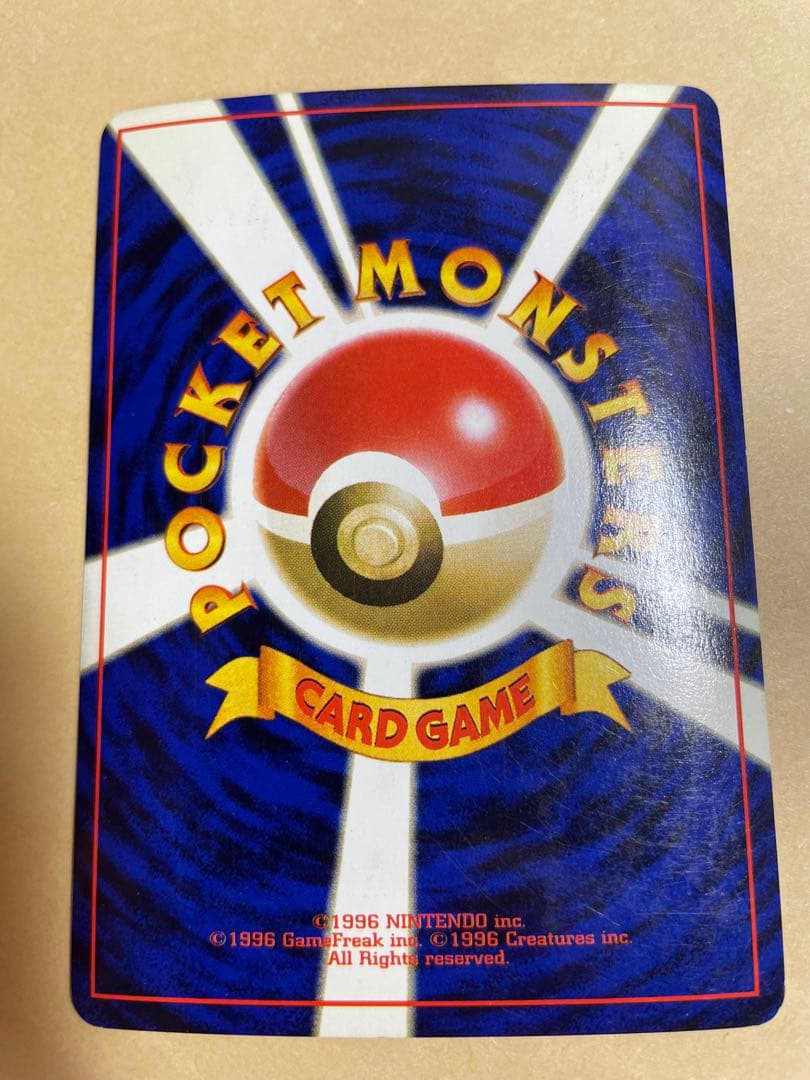 POCKET MONSTERS
CARD GAME
©1996 NINTENDO inc.
©1996 GameFreak inc. ©1996 Creatures inc.
All Rights reserved.